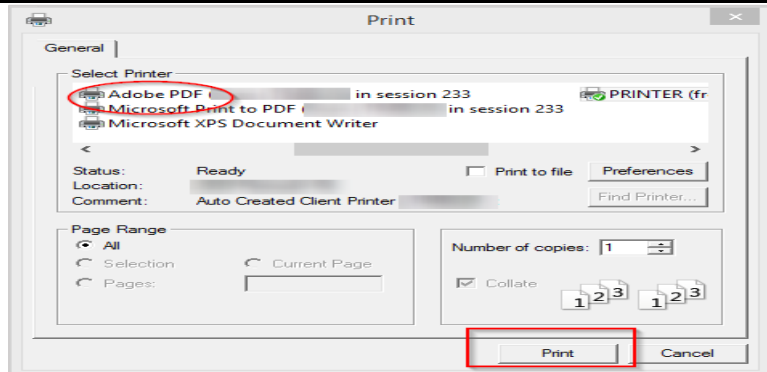 Print
General
Select Printer
Adobe PDF ( in session 233 PRINTER (fr
Microsoft Print to PDF ( in session 233
Microsoft XPS Document Writer
Status: Ready Print to file Preferences
Location: Find Printer...
Comment: Auto Created Client Printer
Page Range
All Number of copies: 1
Selection Current Page
Pages: Collate
1 2 3 1 2 3
Print Cancel